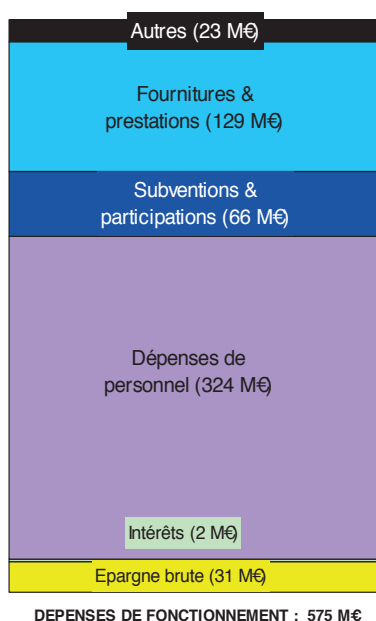 Autres (23 M€)
Fournitures &
prestations (129 M€)
Subventions &
participations (66 M€)
Dépenses de
personnel (324 M€)
Intérêts (2 M€)
Epargne brute (31 M€)
DEPENSES DE FONCTIONNEMENT : 575 M€